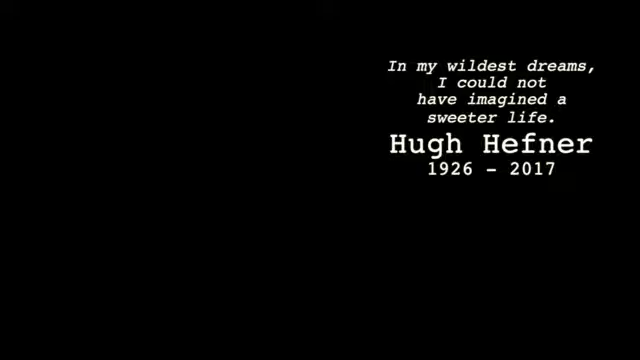 In my wildest dreams,
I could not
have imagined a
sweeter life.
Hugh Hefner
1926 - 2017